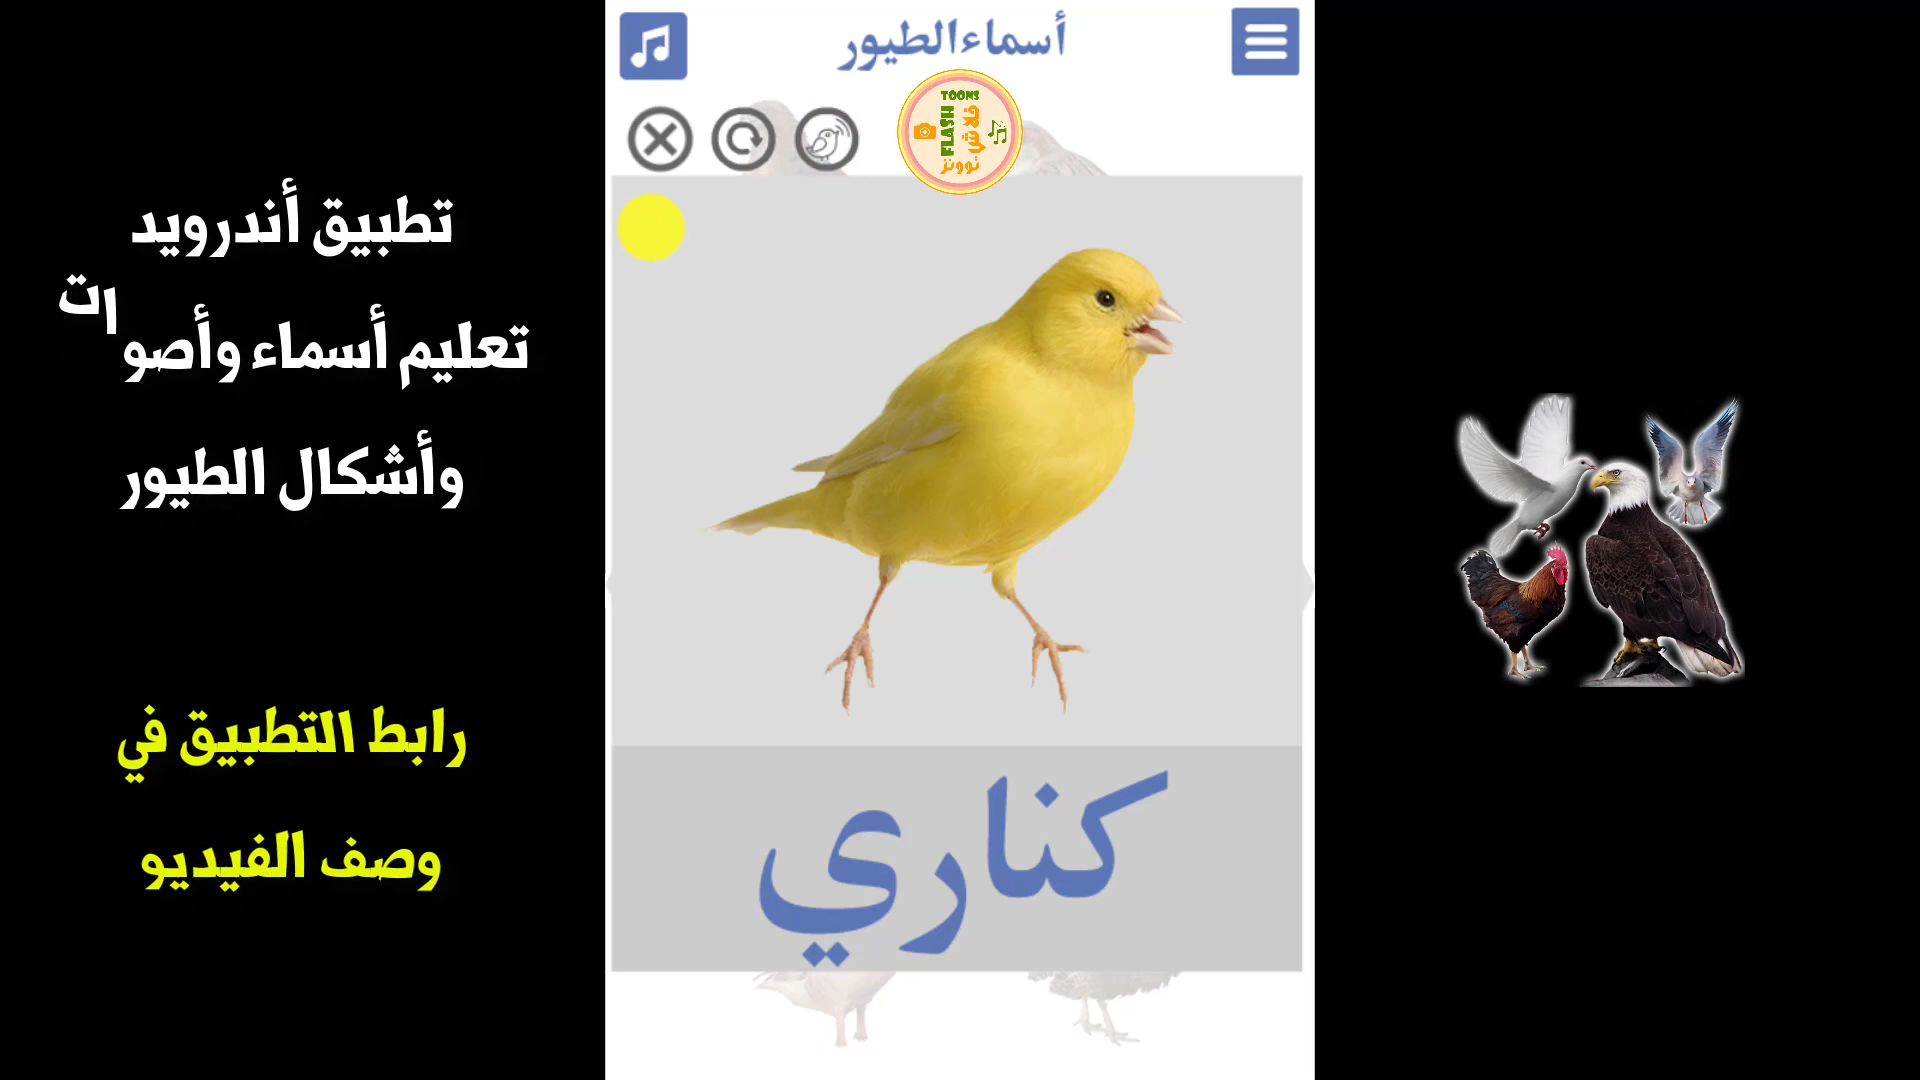 أسماء الطيور
TOONS
FLASH
فلاش
توونز
تطبيق أندرويد
تعليم أسماء وأصوات
وأشكال الطيور
رابط التطبيق في
وصف الفيديو
كناري